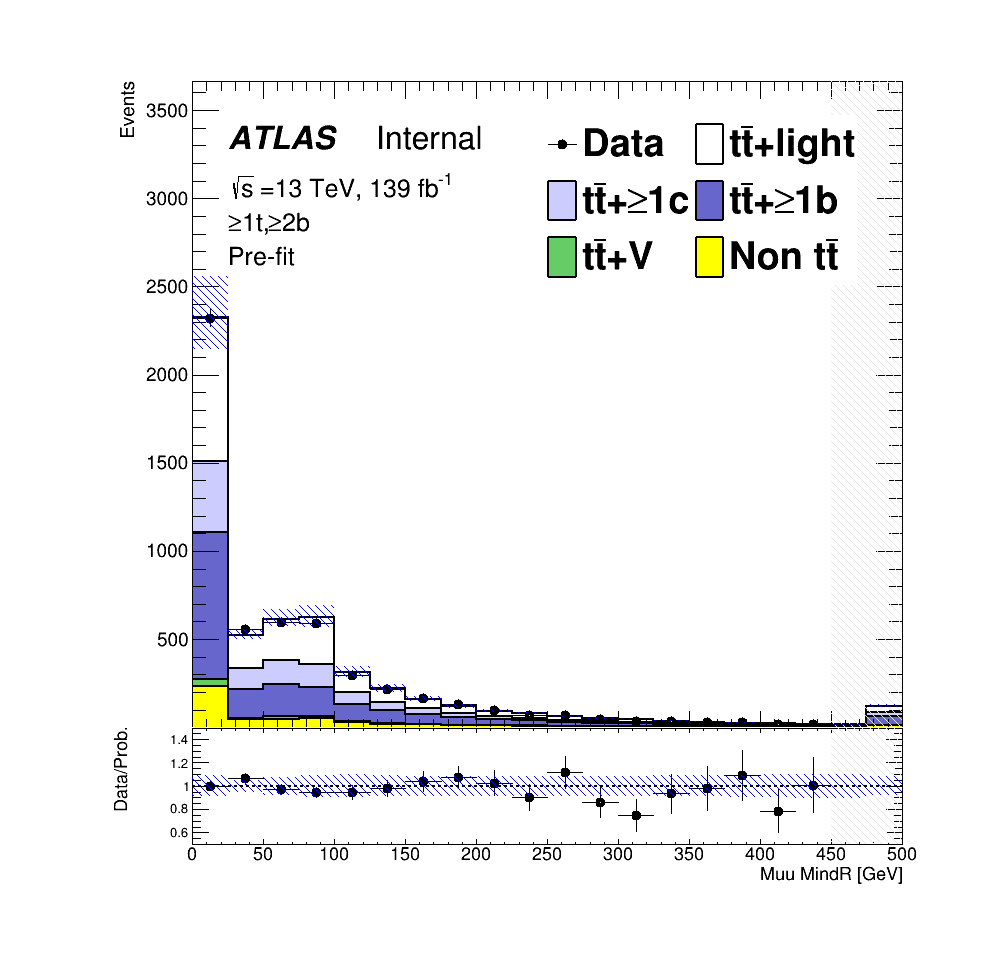 Events
3500
3000
2500
2000
1500
1000
500
ATLAS Internal
√s =13 TeV, 139 fb⁻¹
≥1t,≥2b
Pre-fit
Data
tt̄+light
tt̄+≥1c
tt̄+≥1b
tt̄+V
Non tt̄
Data/Prob.
1.4
1.2
1
0.8
0.6
0 50 100 150 200 250 300 350 400 450 500
Muu MindR [GeV]